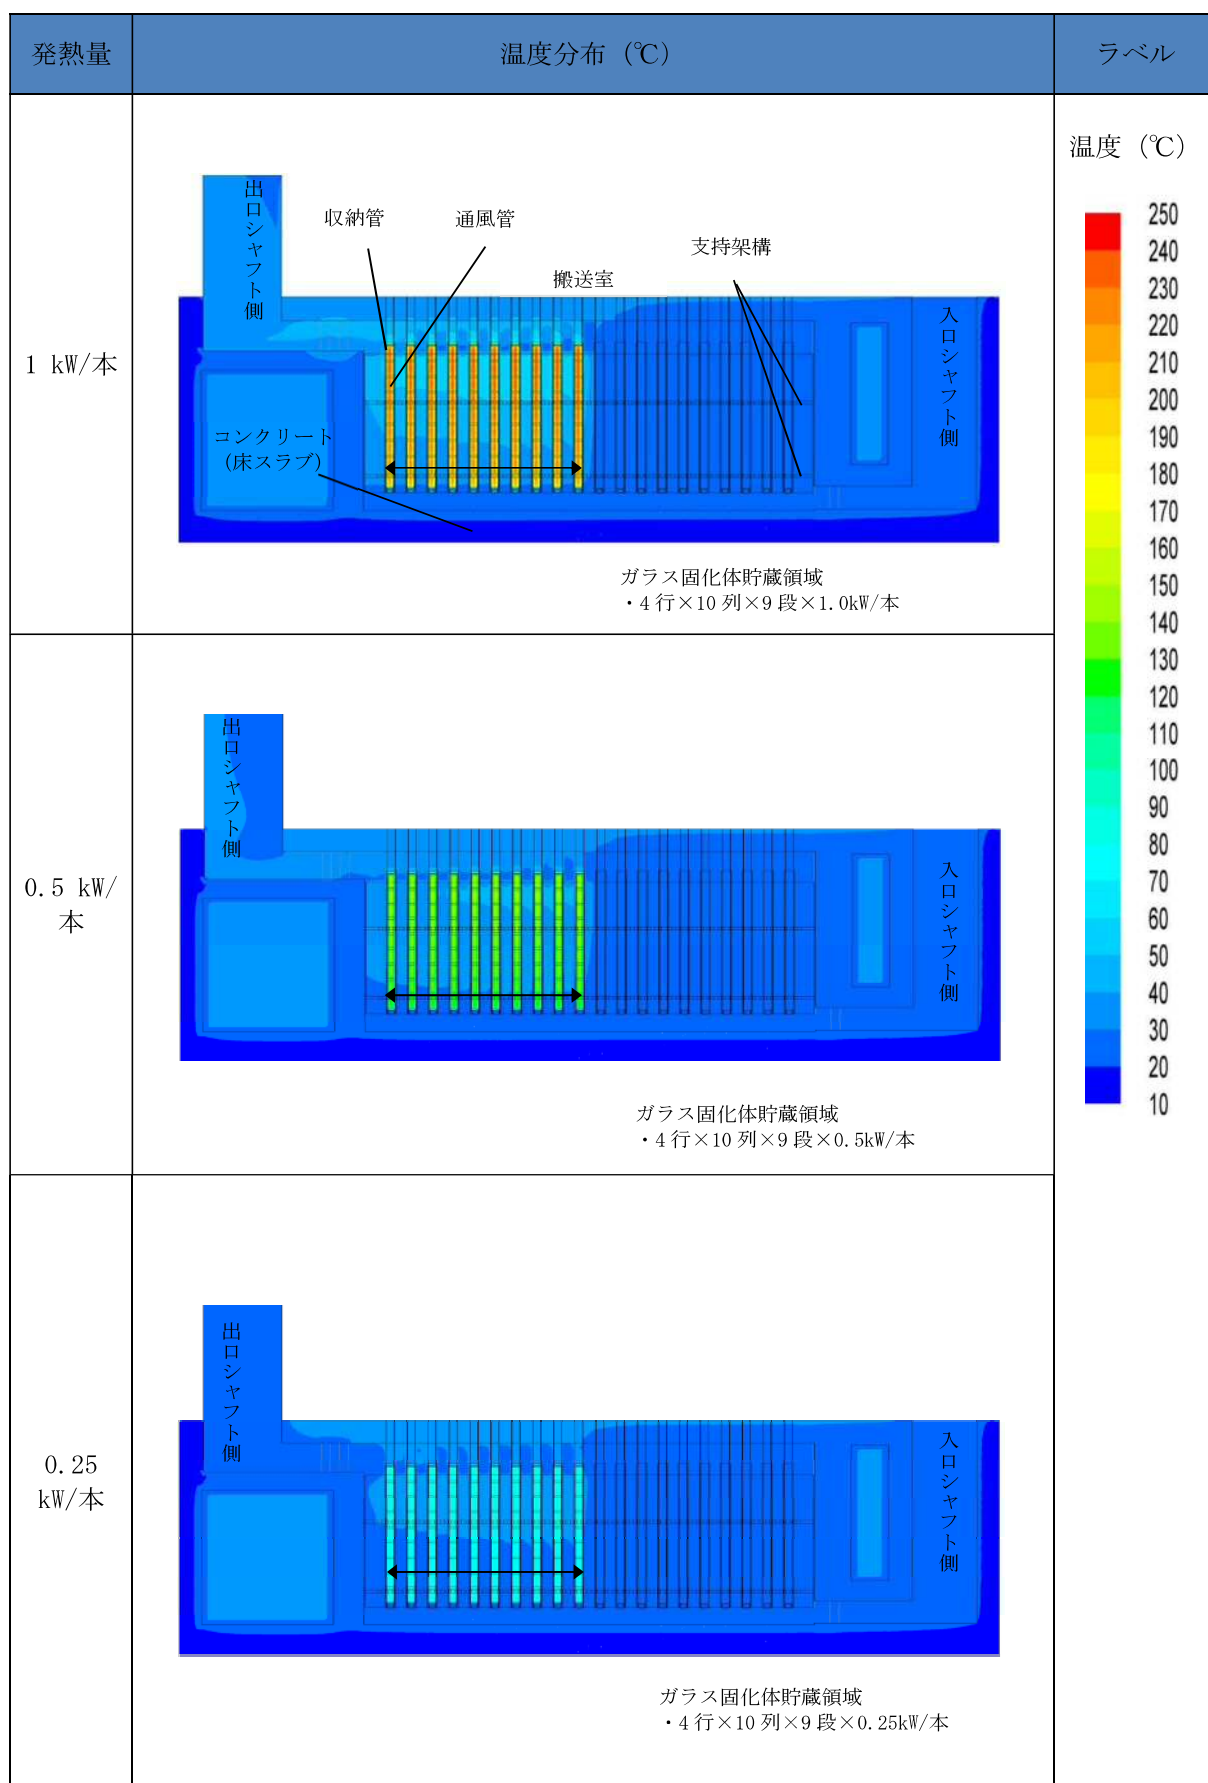 発熱量
温度分布（℃）
ラベル
1 kW/本
出口シャフト側
収納管
通風管
搬送室
支持架構
入口シャフト側
コンクリート
（床スラブ）
ガラス固化体貯蔵領域
・4行×10列×9段×1.0kW/本
0.5 kW/
本
出口シャフト側
入口シャフト側
ガラス固化体貯蔵領域
・4行×10列×9段×0.5kW/本
0.25
kW/本
出口シャフト側
入口シャフト側
ガラス固化体貯蔵領域
・4行×10列×9段×0.25kW/本
温度（℃）
250
240
230
220
210
200
190
180
170
160
150
140
130
120
110
100
90
80
70
60
50
40
30
20
10